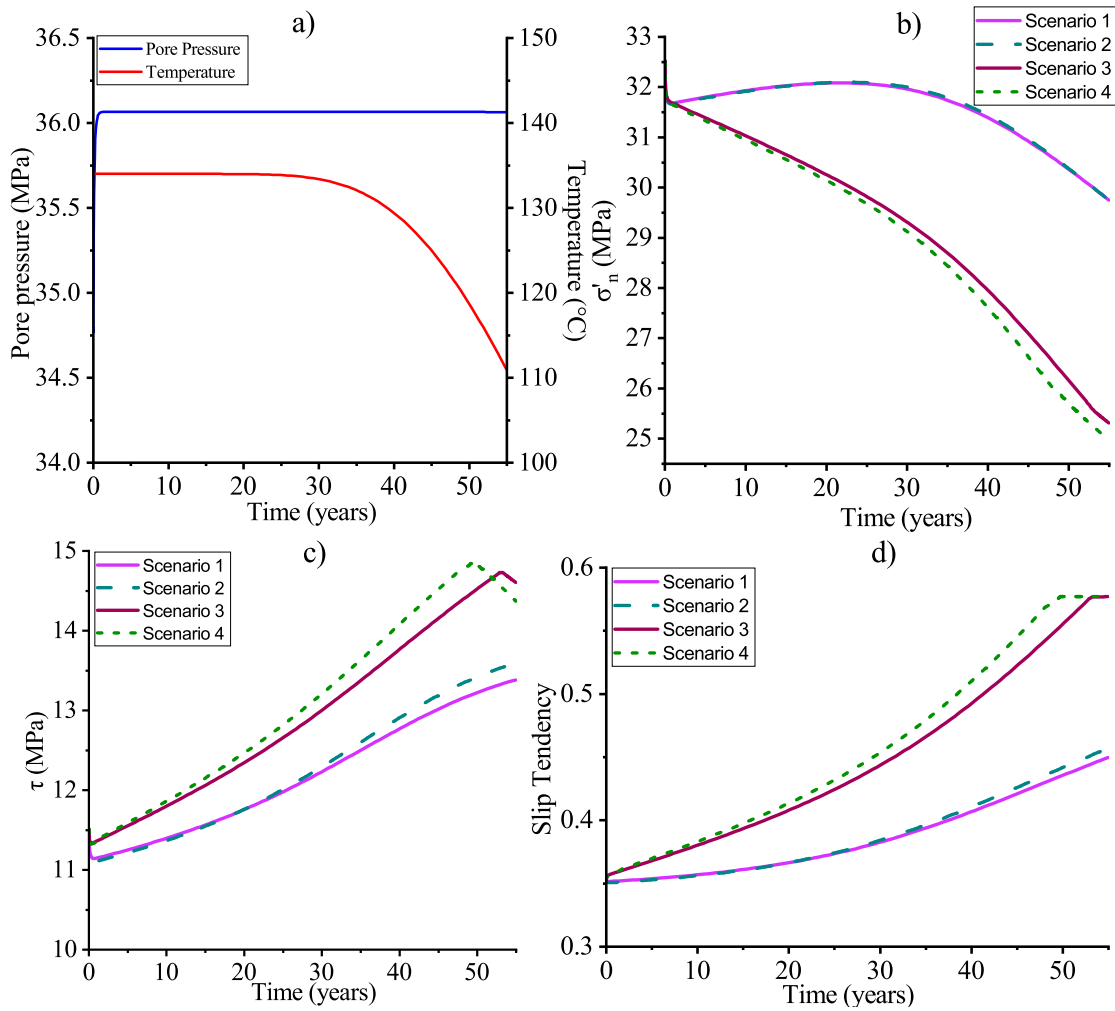 a)
Pore Pressure
Temperature
36.5
36.0
35.5
35.0
34.5
34.0
Pore pressure (MPa)
150
140
130
120
110
100
Temperature (°C)
0 10 20 30 40 50
Time (years)
b)
Scenario 1
Scenario 2
Scenario 3
Scenario 4
33
32
31
30
29
28
27
26
25
σ'n (MPa)
0 10 20 30 40 50
Time (years)
c)
Scenario 1
Scenario 2
Scenario 3
Scenario 4
15
14
13
12
11
10
τ (MPa)
0 10 20 30 40 50
Time (years)
d)
Scenario 1
Scenario 2
Scenario 3
Scenario 4
0.6
0.5
0.4
0.3
Slip Tendency
0 10 20 30 40 50
Time (years)